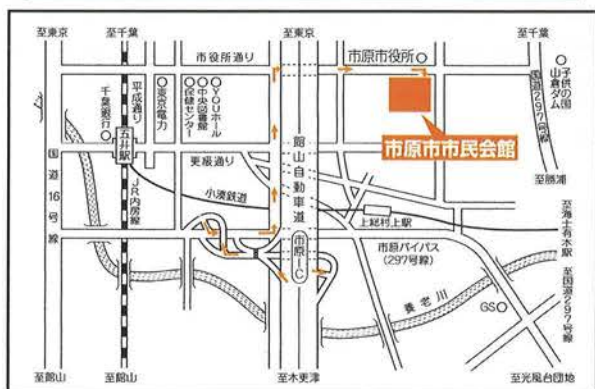 至東京
至千葉
至東京
至千葉
市役所通り
市原市役所
子供の国
山倉ダム
国道297号線
YOUホール
中央図書館
保健センター
東京電力
平成通り
千葉銀行
市原市市民会館
五井駅
更級通り
館山自動車道
至勝浦
小湊鉄道
JR内房線
国道16号線
上総村上駅
至海士有木駅
市原IC
市原バイパス
(297号線)
至国道297号線
養老川
GS
至館山
至館山
至木更津
至光風台団地